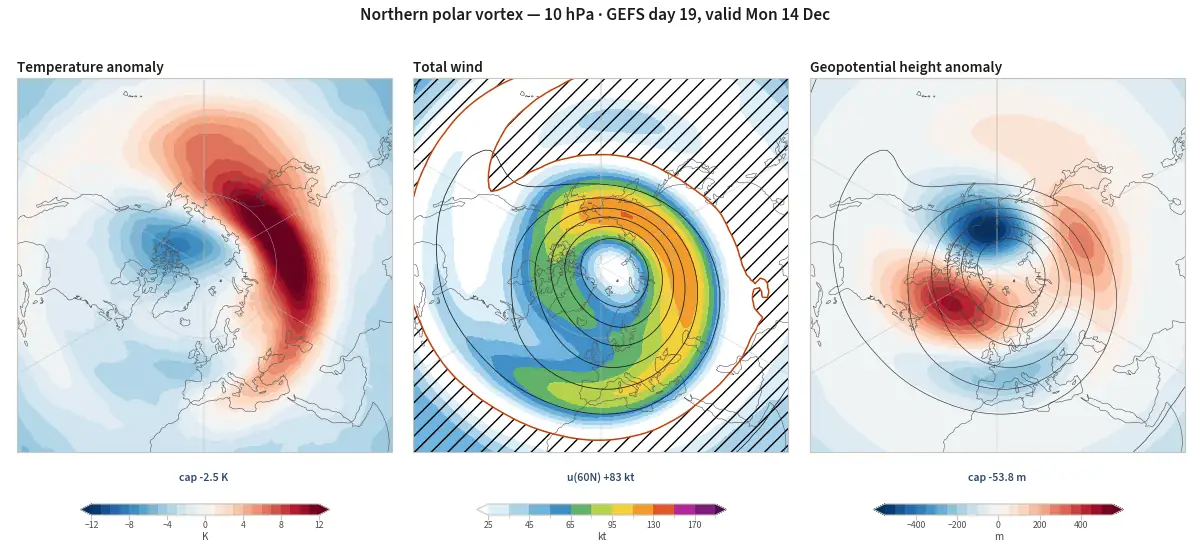 Northern polar vortex — 10 hPa · GEFS day 19, valid Mon 14 Dec
Temperature anomaly
Total wind
Geopotential height anomaly
cap -2.5 K
u(60N) +83 kt
cap -53.8 m
−12 −8 −4 0 4 8 12
K
25 45 65 95 130 170
kt
−400 −200 0 200 400
m